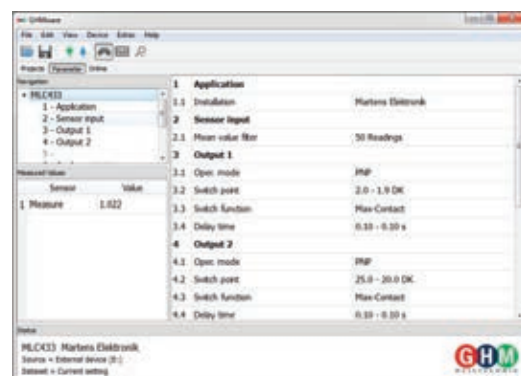 GHMware
File Edit View Device Extras Help
Projects Parameter Online
Navigation
MLC433
1 - Application
2 - Sensor input
3 - Output 1
4 - Output 2
5 -
Measured Values
Sensor Value
1 Measure 1.022
1 Application
1.1 Installation Martens Elektronik
2 Sensor input
2.1 Mean value filter 50 Readings
3 Output 1
3.1 Oper. mode PNP
3.2 Switch point 2.0 - 1.9 DK
3.3 Switch function Max-Contact
3.4 Delay time 0.10 - 0.10 s
4 Output 2
4.1 Oper. mode PNP
4.2 Switch point 25.0 - 20.0 DK
4.3 Switch function Max-Contact
4.4 Delay time 0.10 - 0.10 s
Status
MLC433 Martens Elektronik
Source = External device (8:)
Dataset = Current setting
GHM
MESSTECHNIK